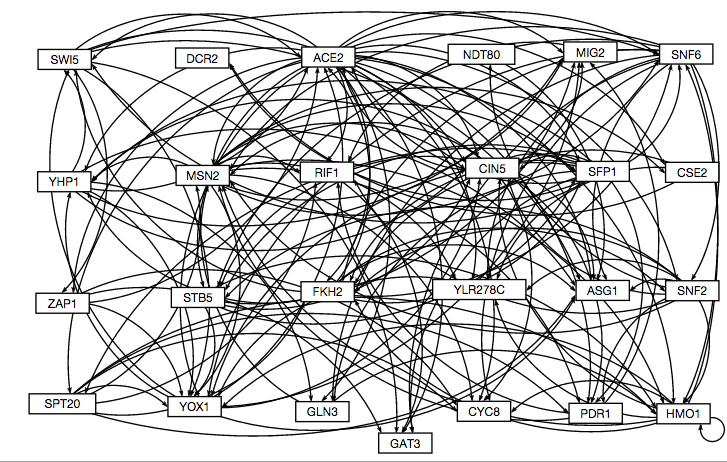 SWI5
DCR2
ACE2
NDT80
MIG2
SNF6
YHP1
MSN2
RIF1
CIN5
SFP1
CSE2
ZAP1
STB5
FKH2
YLR278C
ASG1
SNF2
SPT20
YOX1
GLN3
CYC8
PDR1
HMO1
GAT3